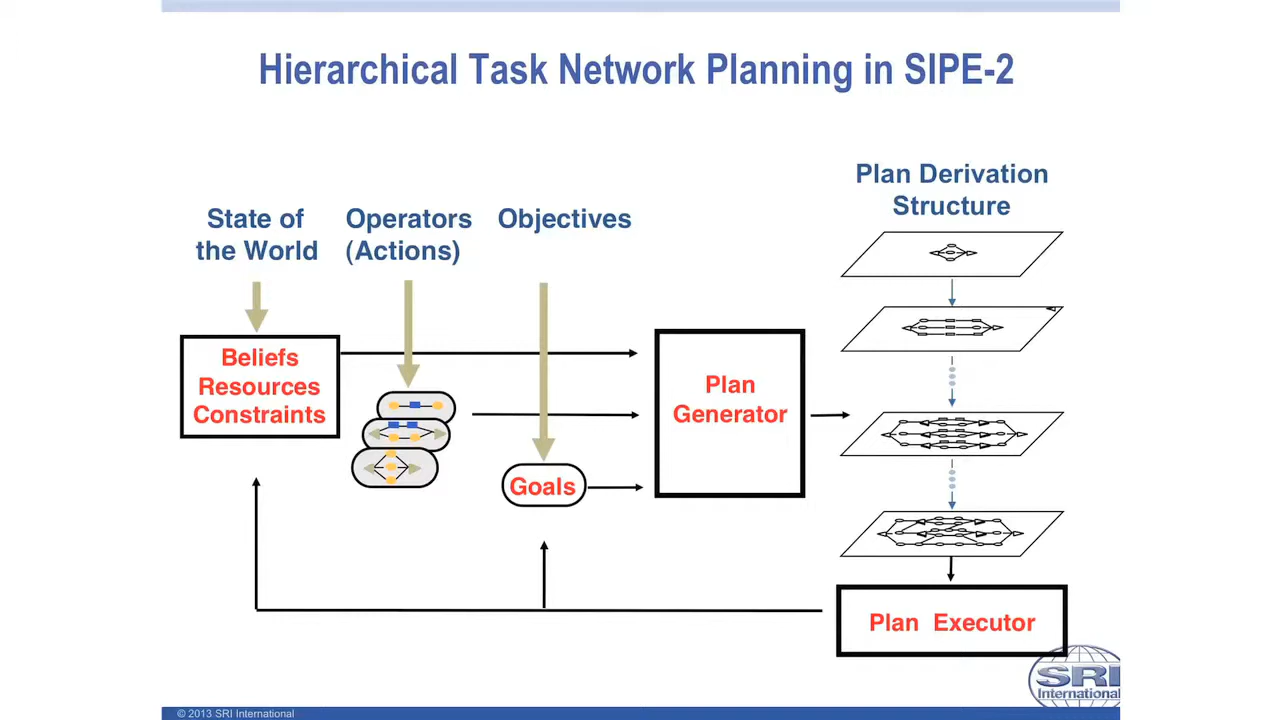 Hierarchical Task Network Planning in SIPE-2
Plan Derivation
Structure
State of
the World
Operators
(Actions)
Objectives
Beliefs
Resources
Constraints
Plan
Generator
Goals
Plan Executor
SRI
International
© 2013 SRI International